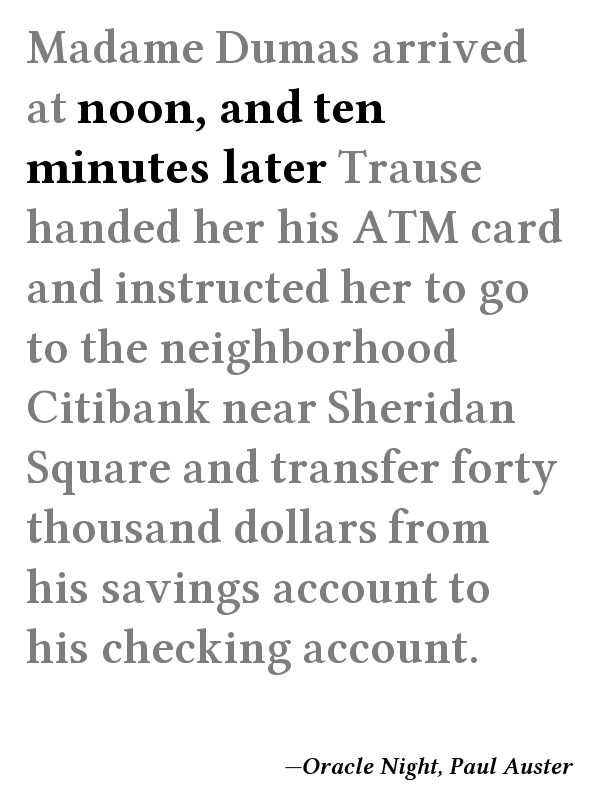 Madame Dumas arrived
at noon, and ten
minutes later Trause
handed her his ATM card
and instructed her to go
to the neighborhood
Citibank near Sheridan
Square and transfer forty
thousand dollars from
his savings account to
his checking account.
—Oracle Night, Paul Auster